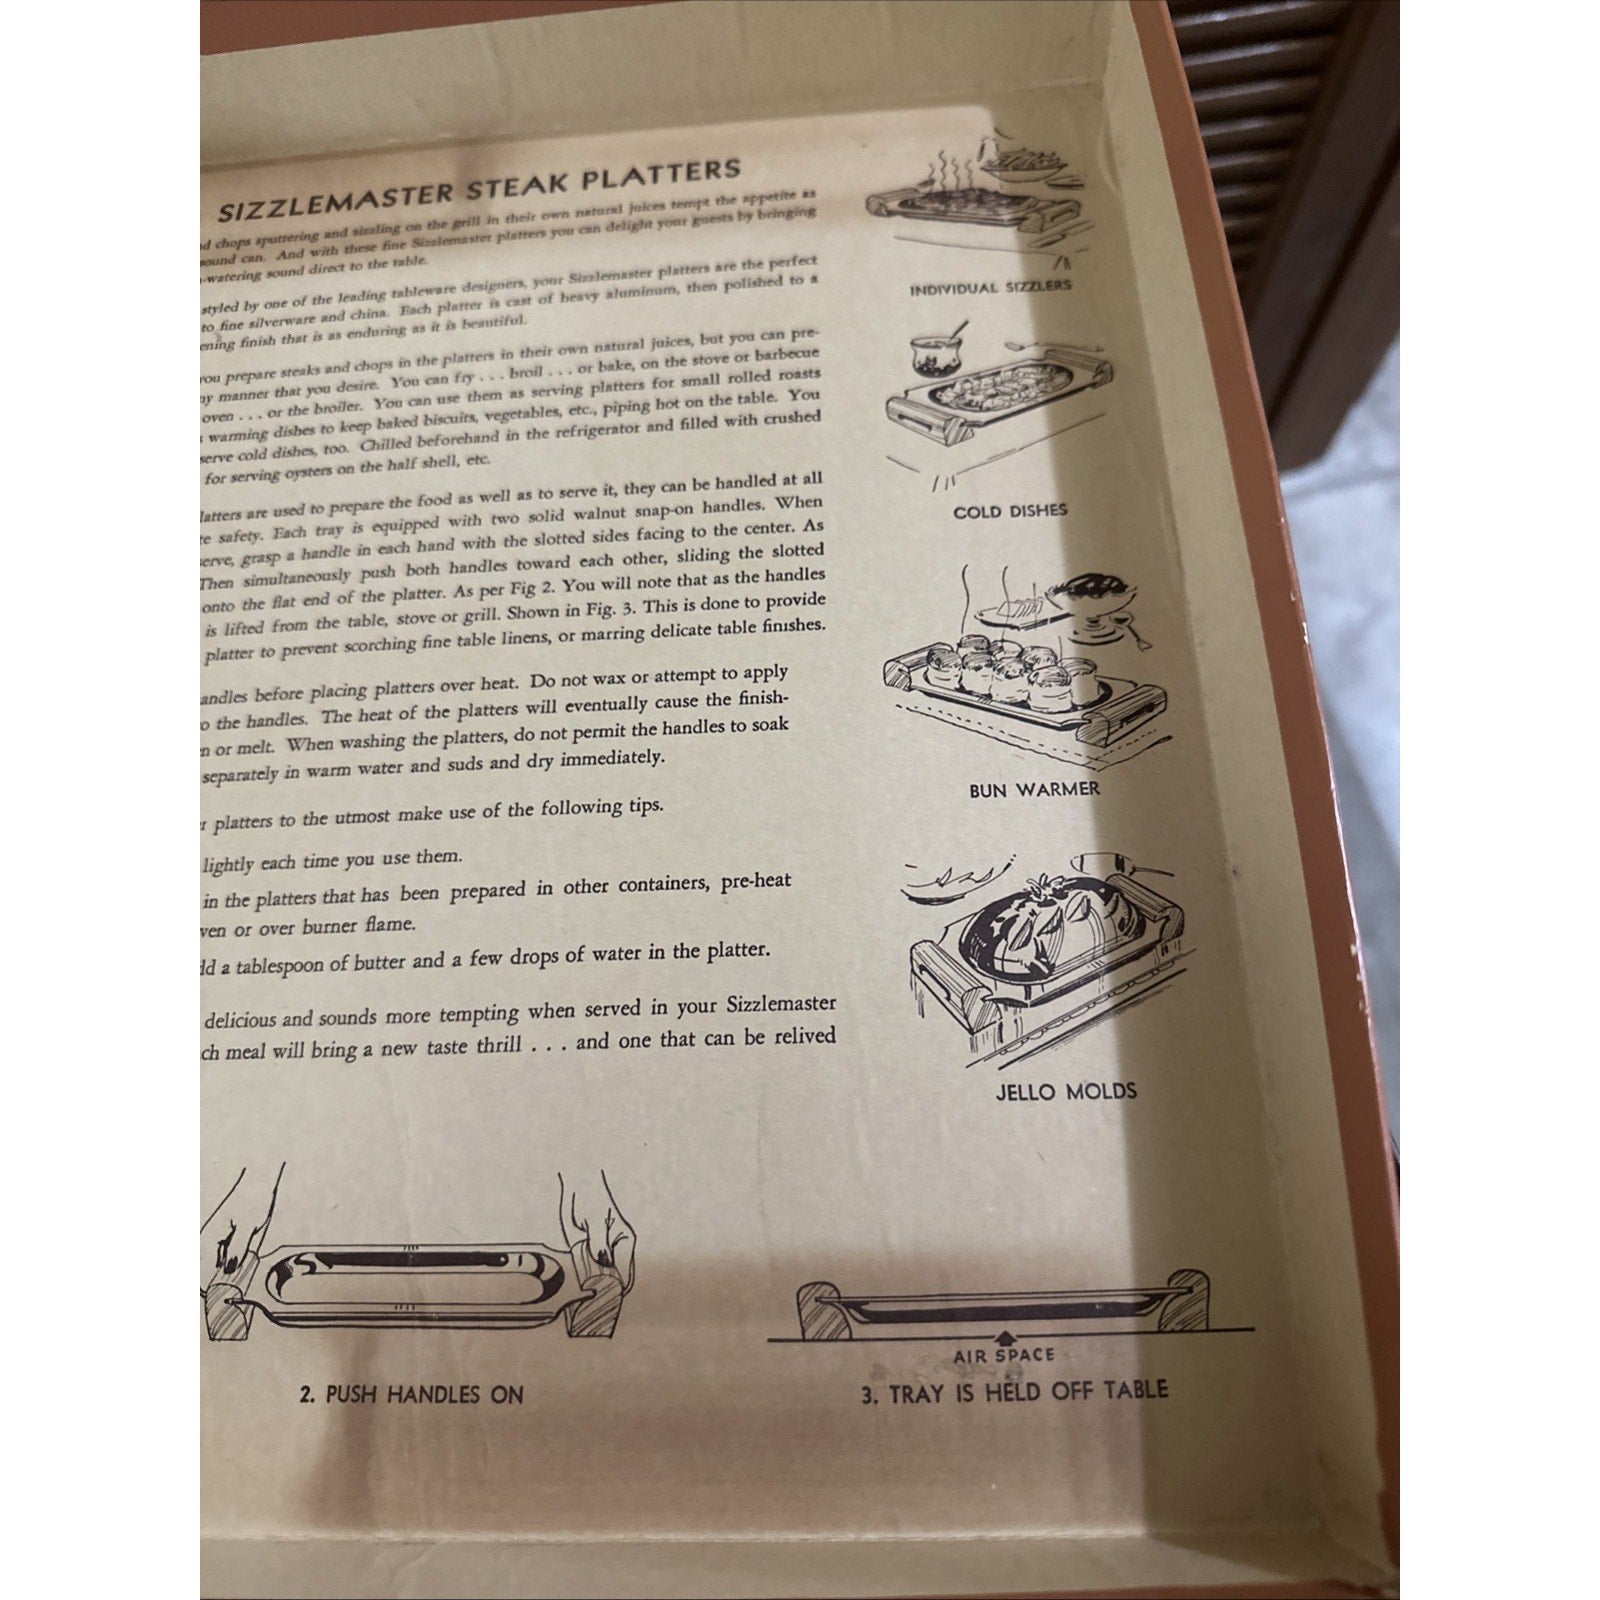 SIZZLEMASTER STEAK PLATTERS
chops sputtering and sizzling on the grill in their own natural juices tempt the appetite as
sound can. And with these fine Sizzlemaster platters you can delight your guests by bringing
-watering sound direct to the table.
styled by one of the leading tableware designers, your Sizzlemaster platters are the perfect
to fine silverware and china. Each platter is cast of heavy aluminum, then polished to a
ening finish that is as enduring as it is beautiful.
you prepare steaks and chops in the platters in their own natural juices, but you can pre-
ny manner that you desire. You can fry . . . broil . . . or bake, on the stove or barbecue
oven . . . or the broiler. You can use them as serving platters for small rolled roasts
warming dishes to keep baked biscuits, vegetables, etc., piping hot on the table. You
serve cold dishes, too. Chilled beforehand in the refrigerator and filled with crushed
for serving oysters on the half shell, etc.
latters are used to prepare the food as well as to serve it, they can be handled at all
te safety. Each tray is equipped with two solid walnut snap-on handles. When
serve, grasp a handle in each hand with the slotted sides facing to the center. As
Then simultaneously push both handles toward each other, sliding the slotted
onto the flat end of the platter. As per Fig 2. You will note that as the handles
is lifted from the table, stove or grill. Shown in Fig. 3. This is done to provide
platter to prevent scorching fine table linens, or marring delicate table finishes.
andles before placing platters over heat. Do not wax or attempt to apply
o the handles. The heat of the platters will eventually cause the finish-
n or melt. When washing the platters, do not permit the handles to soak
separately in warm water and suds and dry immediately.
r platters to the utmost make use of the following tips.
lightly each time you use them.
in the platters that has been prepared in other containers, pre-heat
ven or over burner flame.
dd a tablespoon of butter and a few drops of water in the platter.
delicious and sounds more tempting when served in your Sizzlemaster
ch meal will bring a new taste thrill . . . and one that can be relived
INDIVIDUAL SIZZLERS
COLD DISHES
BUN WARMER
JELLO MOLDS
2. PUSH HANDLES ON
AIR SPACE
3. TRAY IS HELD OFF TABLE